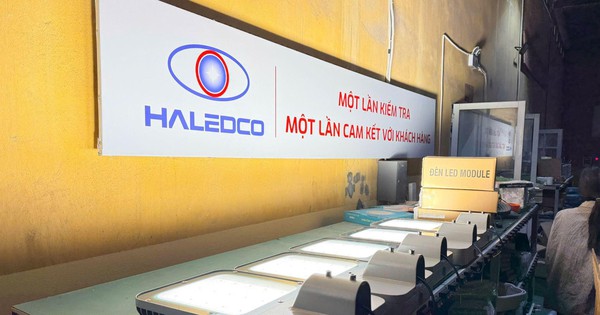 HALEDCO
MỘT LẦN KIỂM TRA
MỘT LẦN CAM KẾT VỚI KHÁCH HÀNG
ĐÈN LED MODULE